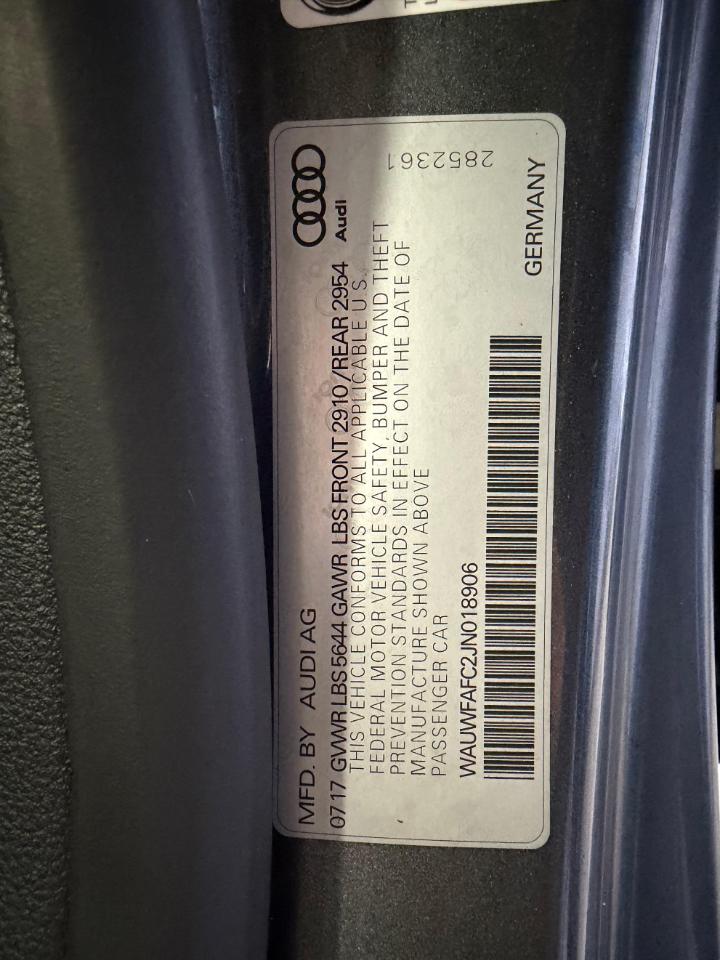 MFD. BY AUDI AG
0717 GVWR LBS 5644 GAWR LBS FRONT 2910/REAR 2954
Audi
THIS VEHICLE CONFORMS TO ALL APPLICABLE U.S.
FEDERAL MOTOR VEHICLE SAFETY, BUMPER AND THEFT
PREVENTION STANDARDS IN EFFECT ON THE DATE OF
MANUFACTURE SHOWN ABOVE
PASSENGER CAR
2852361
WAUWFAFC2JN018906
GERMANY